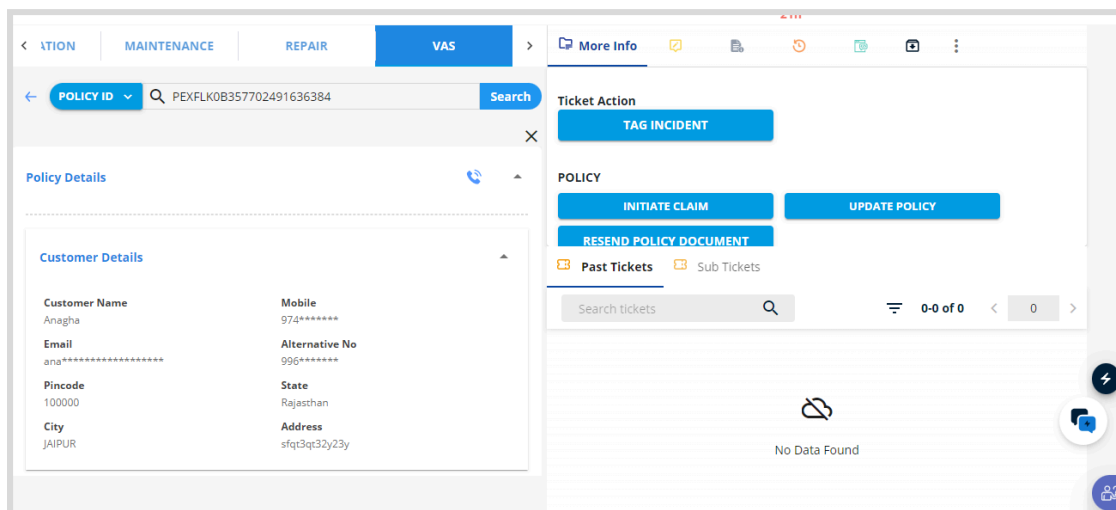 ATION MAINTENANCE REPAIR VAS
POLICY ID PEXFLK0B357702491636384 Search
Policy Details
Customer Details
Customer Name Mobile
Anagha 974*******
Email Alternative No
ana****************** 996*******
Pincode State
100000 Rajasthan
City Address
JAIPUR sfqt3qt32y23y
More Info
Ticket Action
TAG INCIDENT
POLICY
INITIATE CLAIM UPDATE POLICY
RESEND POLICY DOCUMENT
Past Tickets Sub Tickets
Search tickets 0-0 of 0 0
No Data Found